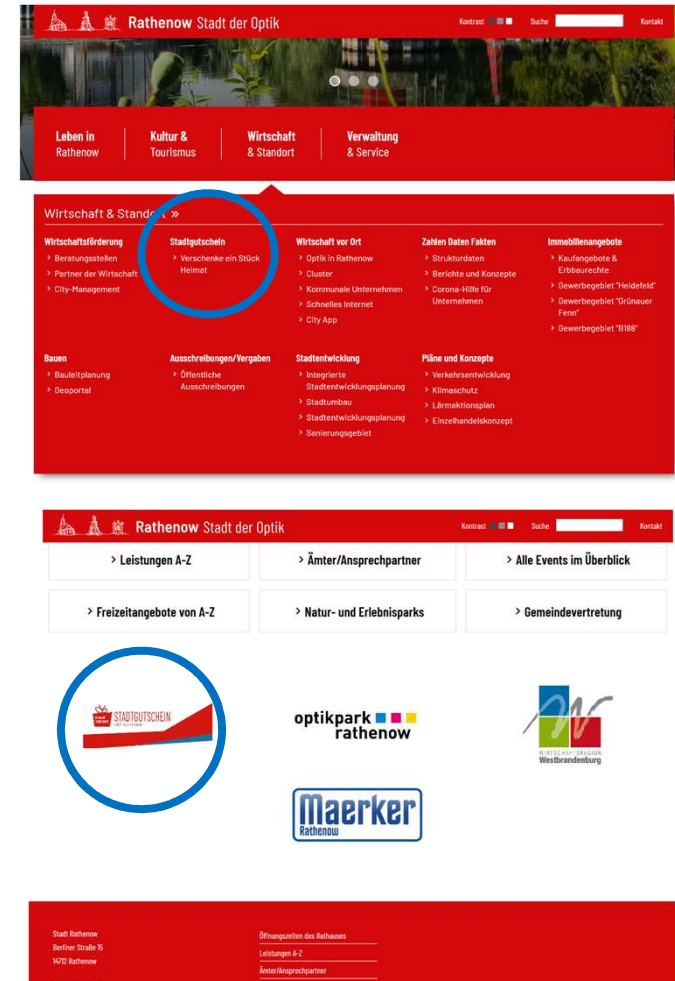 Rathenow Stadt der Optik
Kontrast
Suche
Kontakt
Leben in
Rathenow
Kultur &
Tourismus
Wirtschaft
& Standort
Verwaltung
& Service
Wirtschaft & Standort »
Wirtschaftsförderung
> Beratungsstellen
> Partner der Wirtschaft
> City-Management
Stadtgutschein
> Verschenke ein Stück
Heimat
Wirtschaft vor Ort
> Optik in Rathenow
> Cluster
> Kommunale Unternehmen
> Schnelles Internet
> City App
Zahlen Daten Fakten
> Strukturdaten
> Berichte und Konzepte
> Corona-Hilfe für
Unternehmen
Immobilienangebote
> Kaufangebote &
Erbbaurechte
> Gewerbegebiet "Heidefeld"
> Gewerbegebiet "Grünauer
Fenn"
> Gewerbegebiet "B188"
Bauen
> Bauleitplanung
> Geoportal
Ausschreibungen/Vergaben
> Öffentliche
Ausschreibungen
Stadtentwicklung
> Integrierte
Stadtentwicklungsplanung
> Stadtumbau
> Stadtentwicklungsplanung
> Sanierungsgebiet
Pläne und Konzepte
> Verkehrsentwicklung
> Klimaschutz
> Lärmaktionsplan
> Einzelhandelskonzept
Rathenow Stadt der Optik
Kontrast
Suche
Kontakt
> Leistungen A-Z
> Ämter/Ansprechpartner
> Alle Events im Überblick
> Freizeitangebote von A-Z
> Natur- und Erlebnisparks
> Gemeindevertretung
STADTGUTSCHEIN
optikpark
rathenow
WIRTSCHAFTSREGION
Westbrandenburg
Maerker
Rathenow
Stadt Rathenow
Berliner Straße 15
14712 Rathenow
Öffnungszeiten des Rathauses
Leistungen A-Z
Ämter/Ansprechpartner